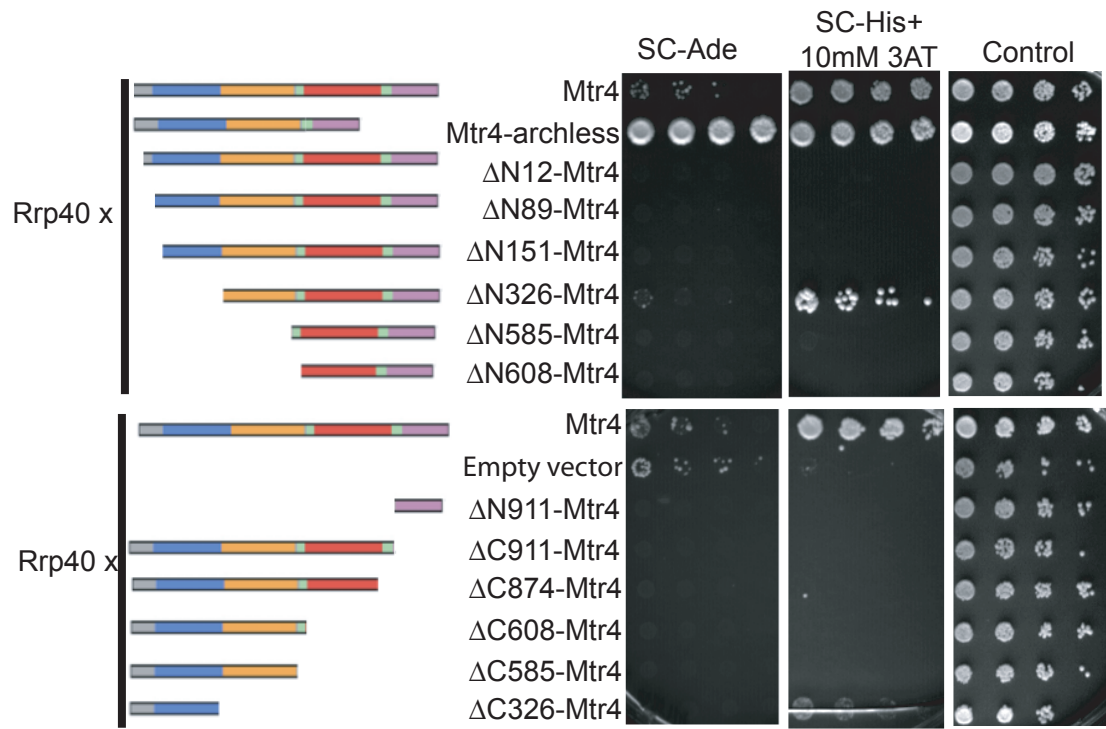 SC-Ade
SC-His+
10mM 3AT
Control
Rrp40 x
Mtr4
Mtr4-archless
ΔN12-Mtr4
ΔN89-Mtr4
ΔN151-Mtr4
ΔN326-Mtr4
ΔN585-Mtr4
ΔN608-Mtr4
Rrp40 x
Mtr4
Empty vector
ΔN911-Mtr4
ΔC911-Mtr4
ΔC874-Mtr4
ΔC608-Mtr4
ΔC585-Mtr4
ΔC326-Mtr4